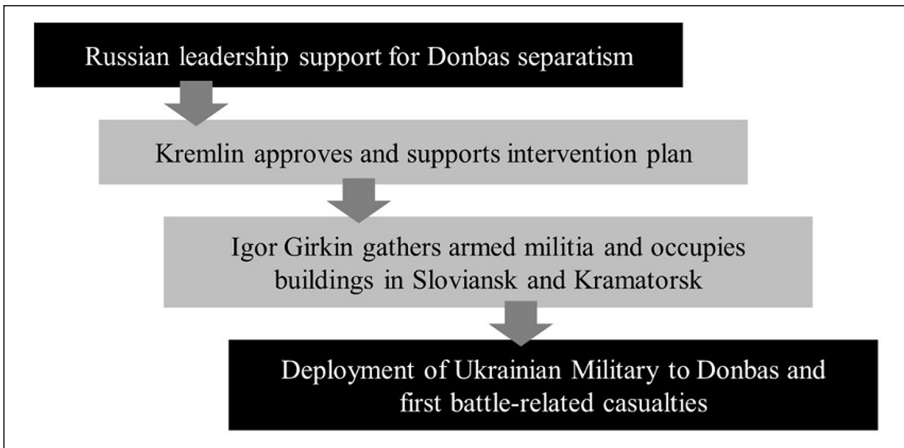 Russian leadership support for Donbas separatism
Kremlin approves and supports intervention plan
Igor Girkin gathers armed militia and occupies
buildings in Sloviansk and Kramatorsk
Deployment of Ukrainian Military to Donbas and
first battle-related casualties